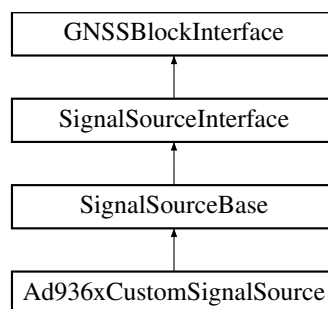 GNSSBlockInterface
SignalSourceInterface
SignalSourceBase
Ad936xCustomSignalSource